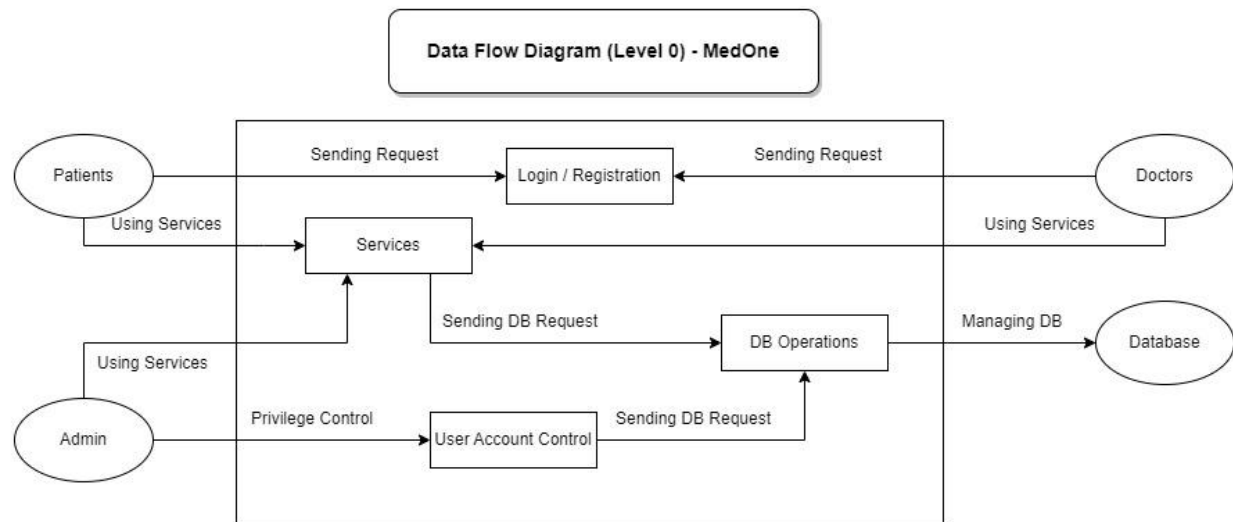 Data Flow Diagram (Level 0) - MedOne
Patients
Sending Request
Login / Registration
Sending Request
Doctors
Using Services
Services
Using Services
Sending DB Request
DB Operations
Managing DB
Database
Using Services
Admin
Privilege Control
User Account Control
Sending DB Request